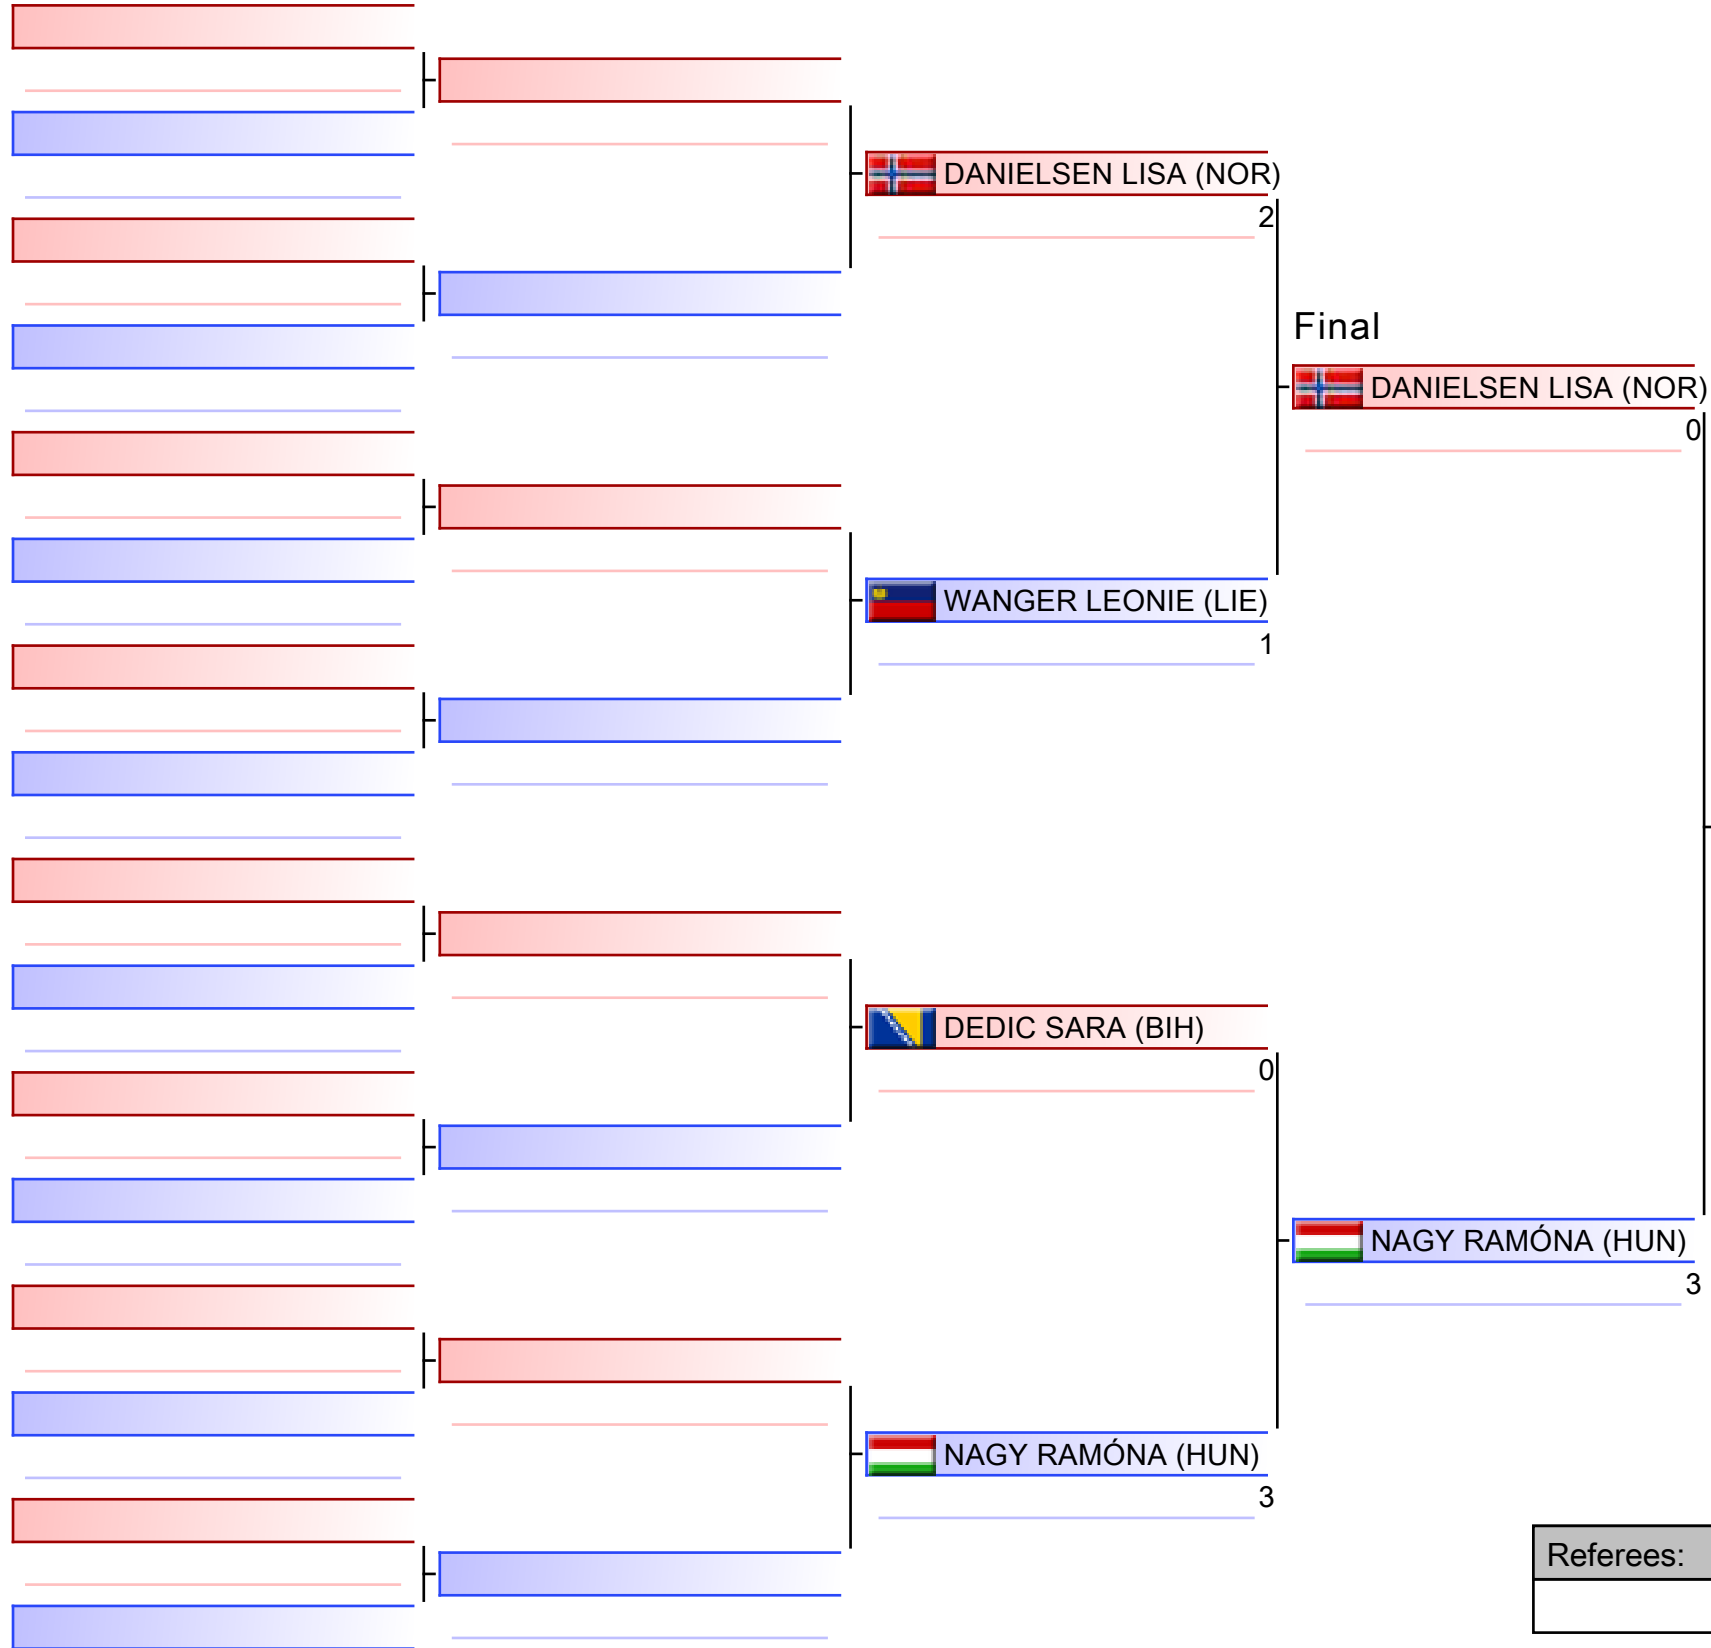 DANIELSEN LISA (NOR)
2
Final
DANIELSEN LISA (NOR)
0
WANGER LEONIE (LIE)
1
DEDIC SARA (BIH)
0
NAGY RAMÓNA (HUN)
3
NAGY RAMÓNA (HUN)
3
Referees: